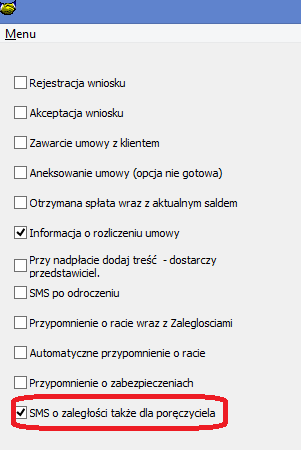 Menu
Rejestracja wniosku
Akceptacja wniosku
Zawarcie umowy z klientem
Aneksowanie umowy (opcja nie gotowa)
Otrzymana spłata wraz z aktualnym saldem
Informacja o rozliczeniu umowy
Przy nadpłacie dodaj treść - dostarczy
przedstawiciel.
SMS po odroczeniu
Przypomnienie o racie wraz z Zaleglosciami
Automatyczne przypomnienie o racie
Przypomnienie o zabezpieczeniach
SMS o zaległości także dla poręczyciela